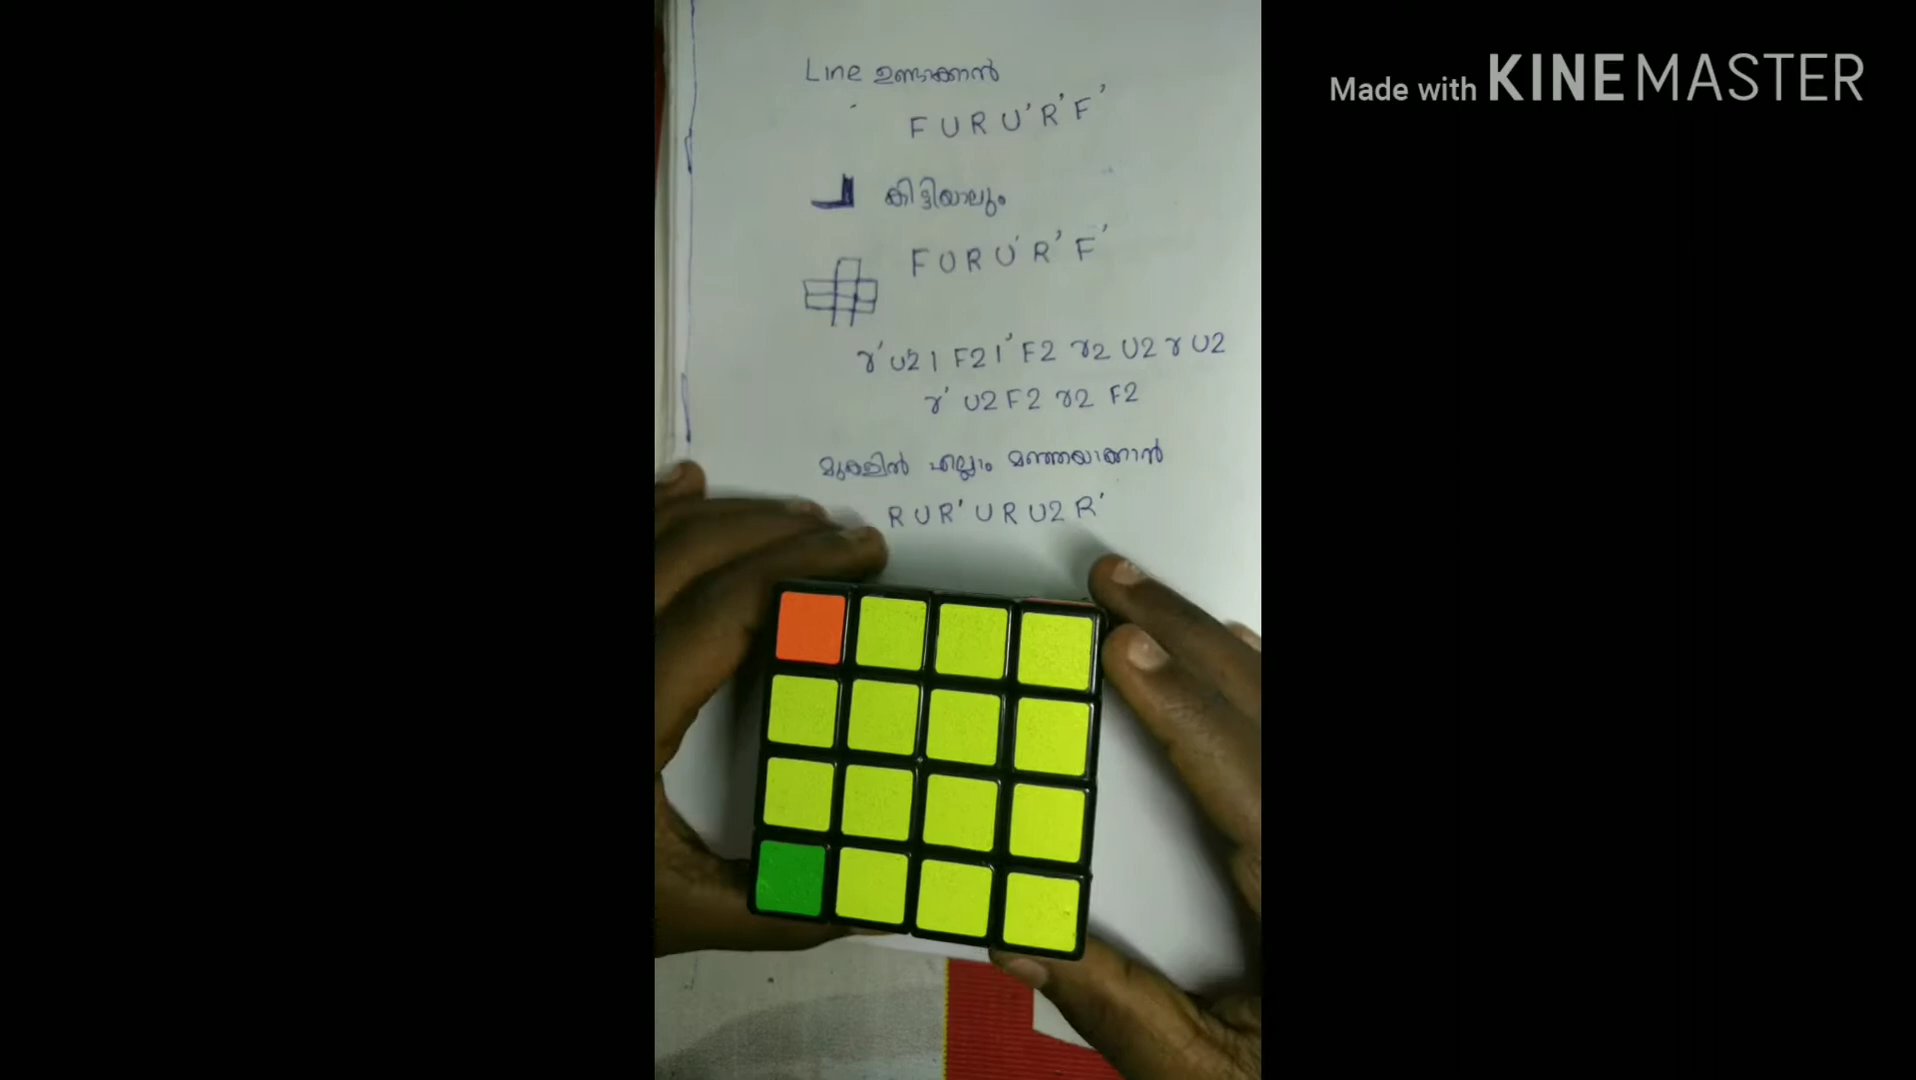 Line ഉണ്ടാക്കാൻ
F U R U' R' F'
കിട്ടിയാലും
F U R U' R' F'
r' U2 l F2 l' F2 r2 U2 r U2
r' U2 F2 r2 F2
മുകളിൽ എല്ലാം മഞ്ഞയാക്കാൻ
R U R' U R U2 R'
Made with KINEMASTER